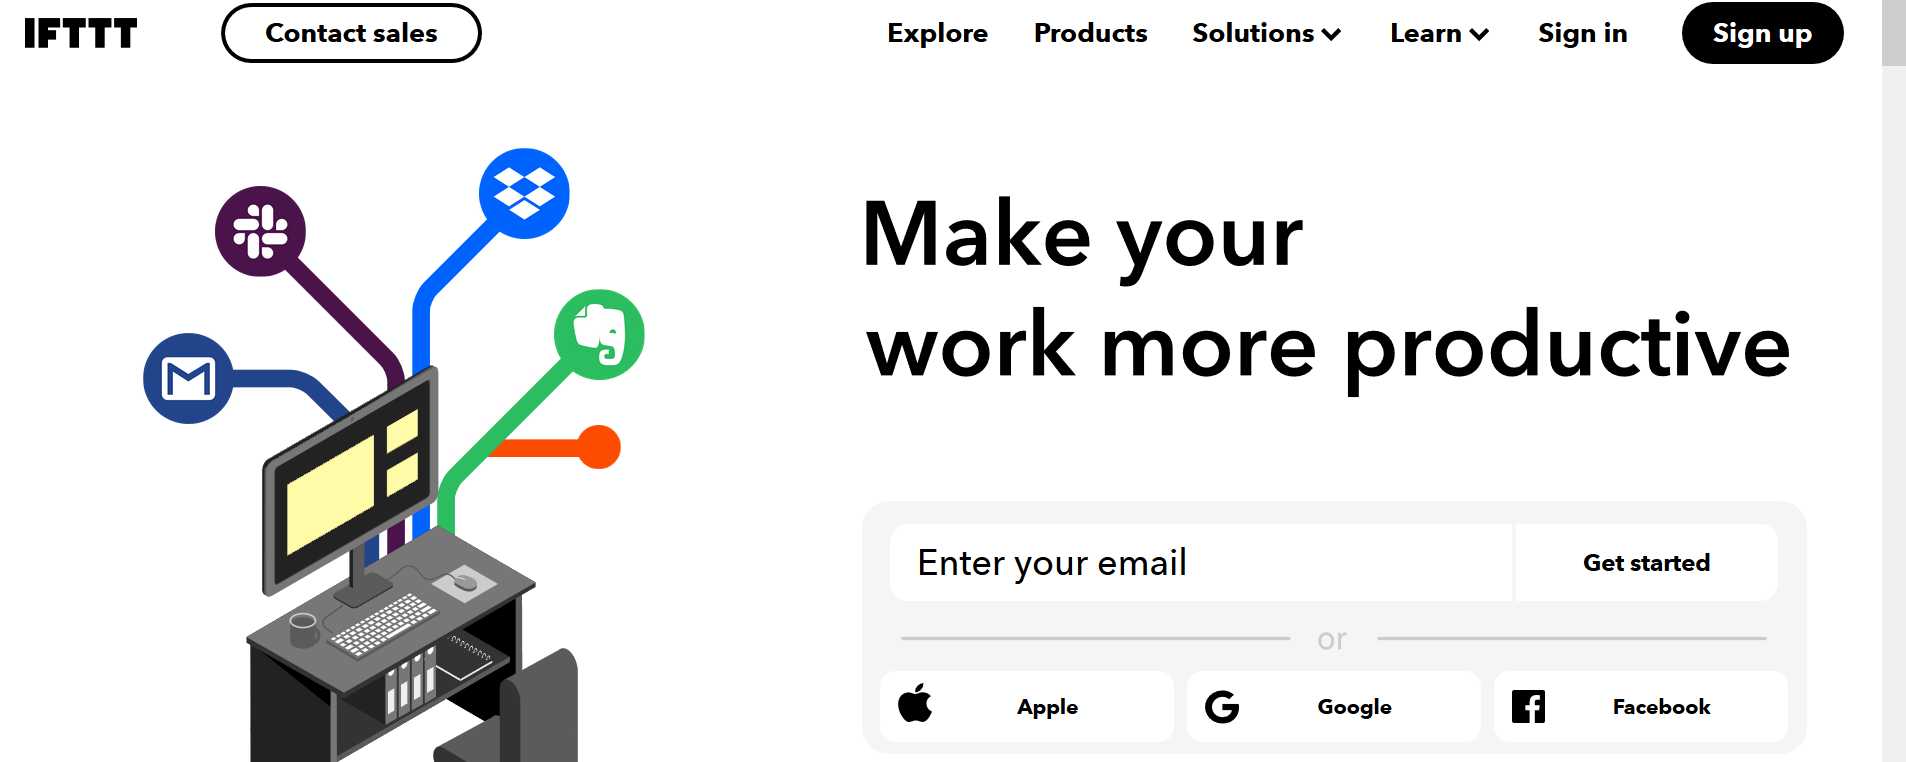 IFTTT
Contact sales
Explore
Products
Solutions
Learn
Sign in
Sign up
Make your
work more productive
Enter your email
Get started
or
Apple
Google
Facebook